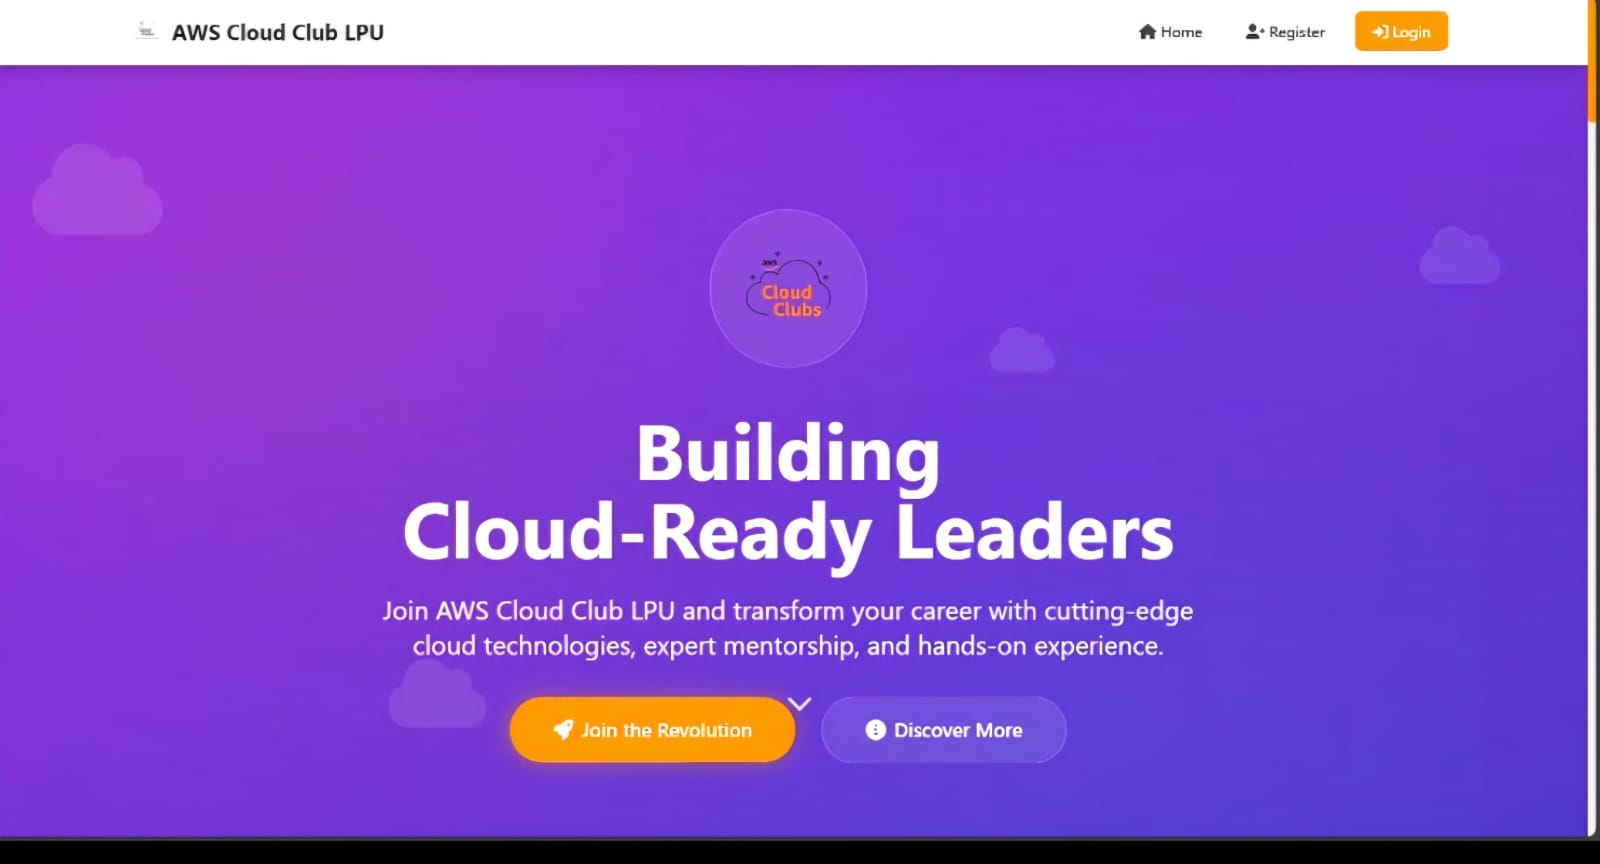 AWS Cloud Club LPU
Home
Register
Login
aws
Cloud
Clubs
Building
Cloud-Ready Leaders
Join AWS Cloud Club LPU and transform your career with cutting-edge
cloud technologies, expert mentorship, and hands-on experience.
Join the Revolution
Discover More